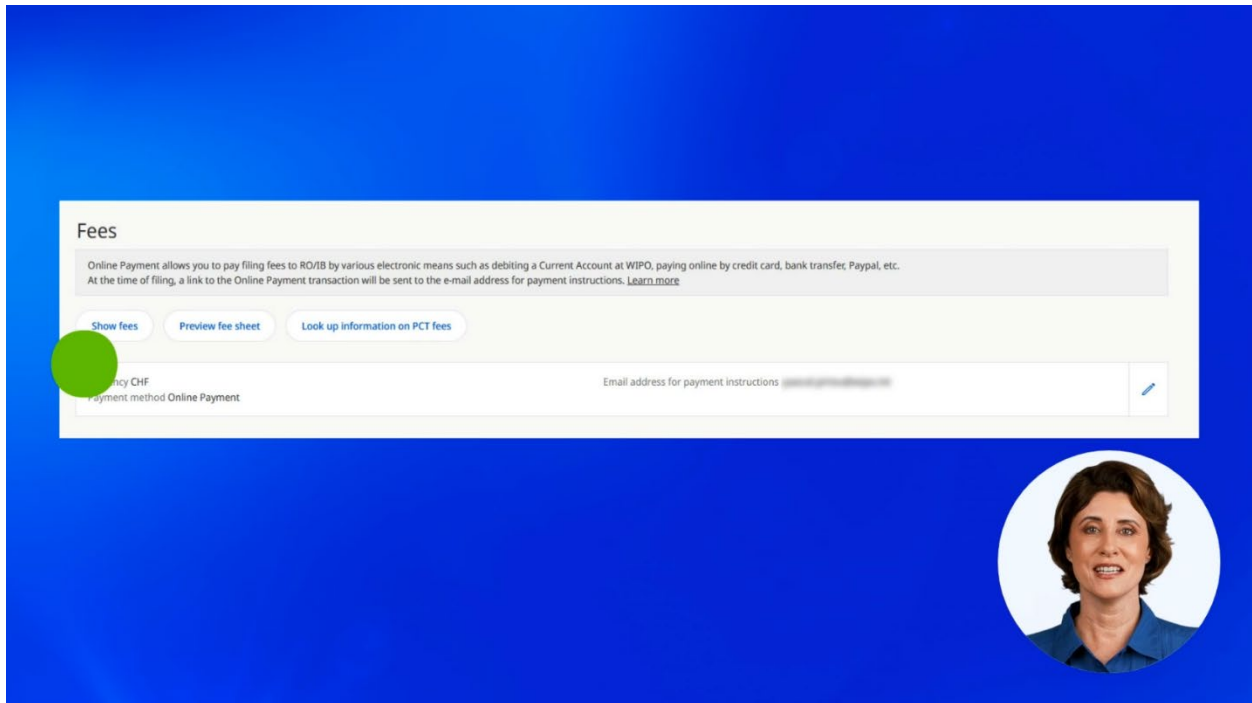 Fees
Online Payment allows you to pay filing fees to RO/IB by various electronic means such as debiting a Current Account at WIPO, paying online by credit card, bank transfer, Paypal, etc.
At the time of filing, a link to the Online Payment transaction will be sent to the e-mail address for payment instructions. Learn more
Show fees Preview fee sheet Look up information on PCT fees
CHF Email address for payment instructions
Payment method Online Payment